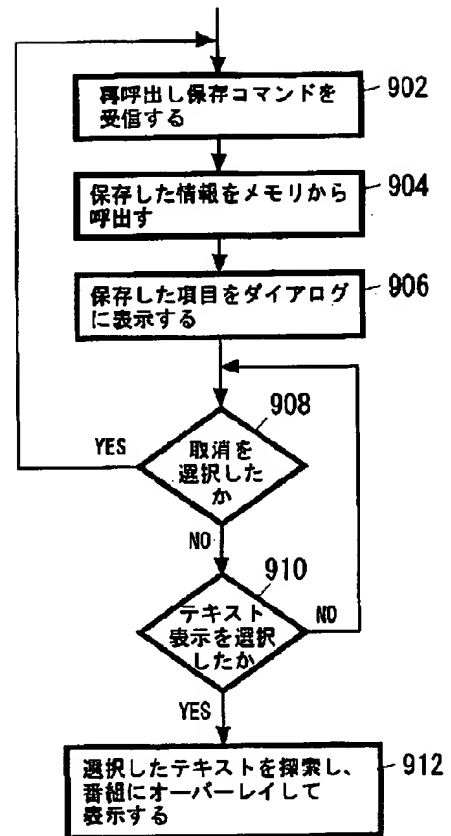 再呼出し保存コマンドを
受信する
902
保存した情報をメモリから
呼出す
904
保存した項目をダイアログ
に表示する
906
908
YES
取消を
選択した
か
NO
910
テキスト
表示を選択
したか
NO
YES
選択したテキストを探索し、
番組にオーバーレイして
表示する
912